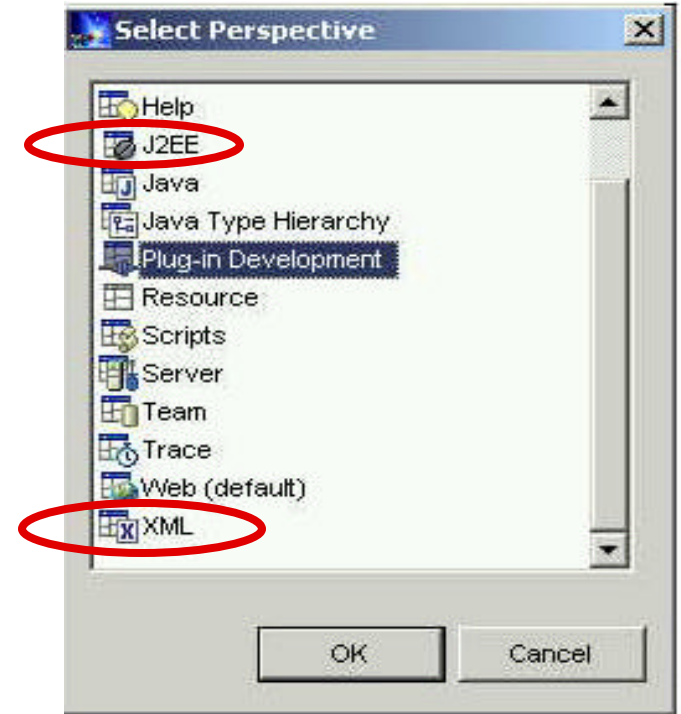 Select Perspective
Help
J2EE
Java
Java Type Hierarchy
Plug-in Development
Resource
Scripts
Server
Team
Trace
Web (default)
XML
OK
Cancel